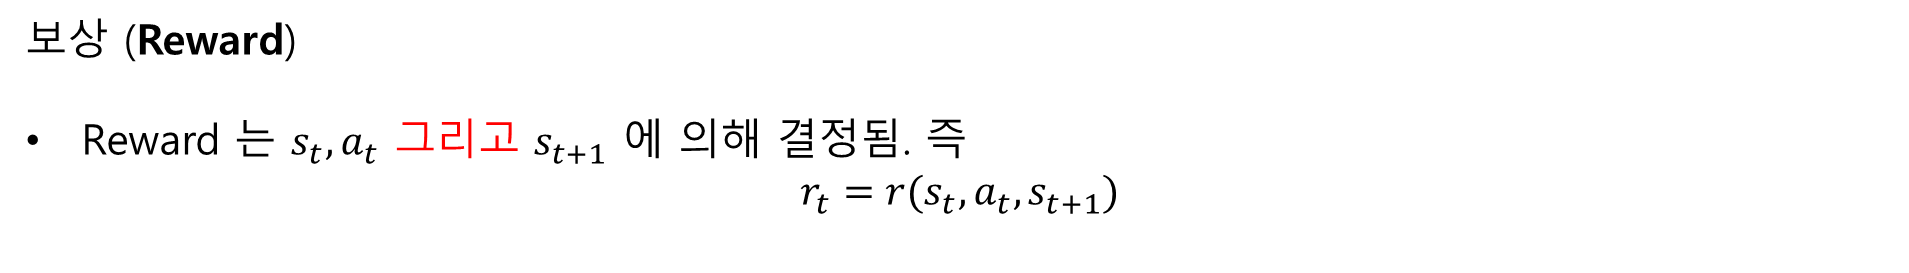 보상 (Reward)
• Reward 는 $s_t, a_t$ 그리고 $s_{t+1}$ 에 의해 결정됨. 즉
$r_t = r(s_t, a_t, s_{t+1})$